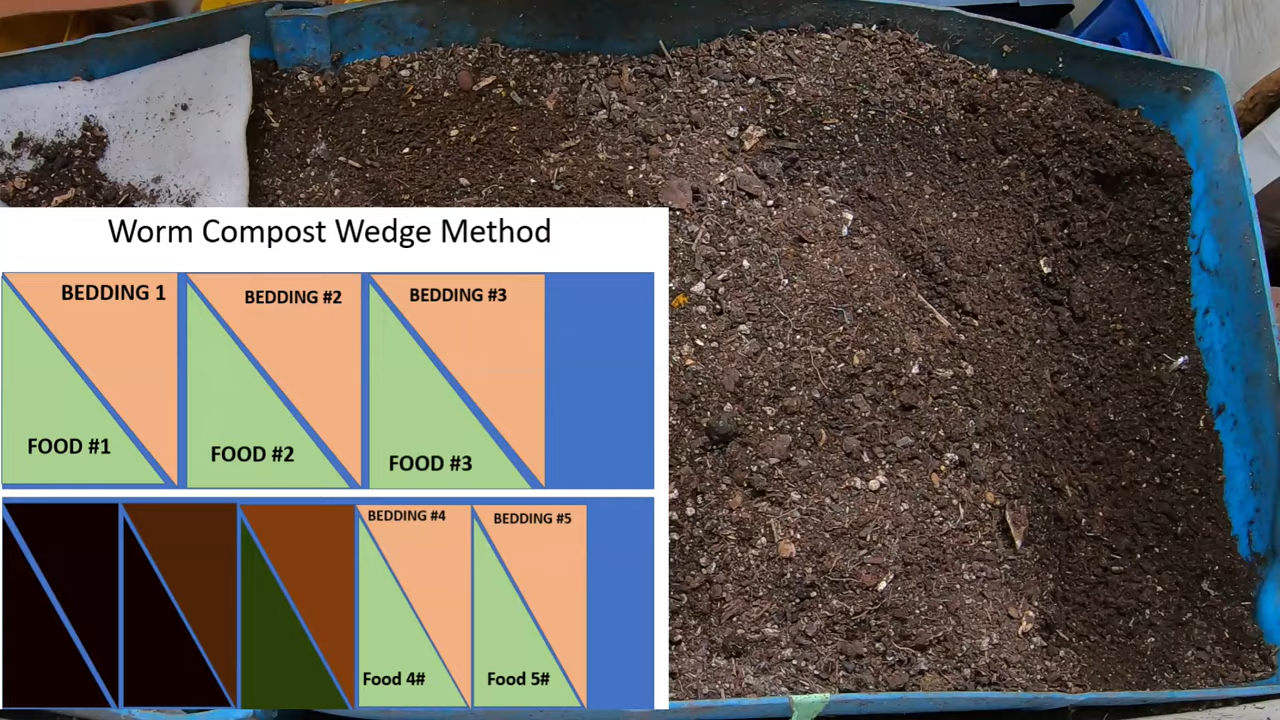 Worm Compost Wedge Method
BEDDING 1
BEDDING #2
BEDDING #3
FOOD #1
FOOD #2
FOOD #3
BEDDING #4
BEDDING #5
Food 4#
Food 5#